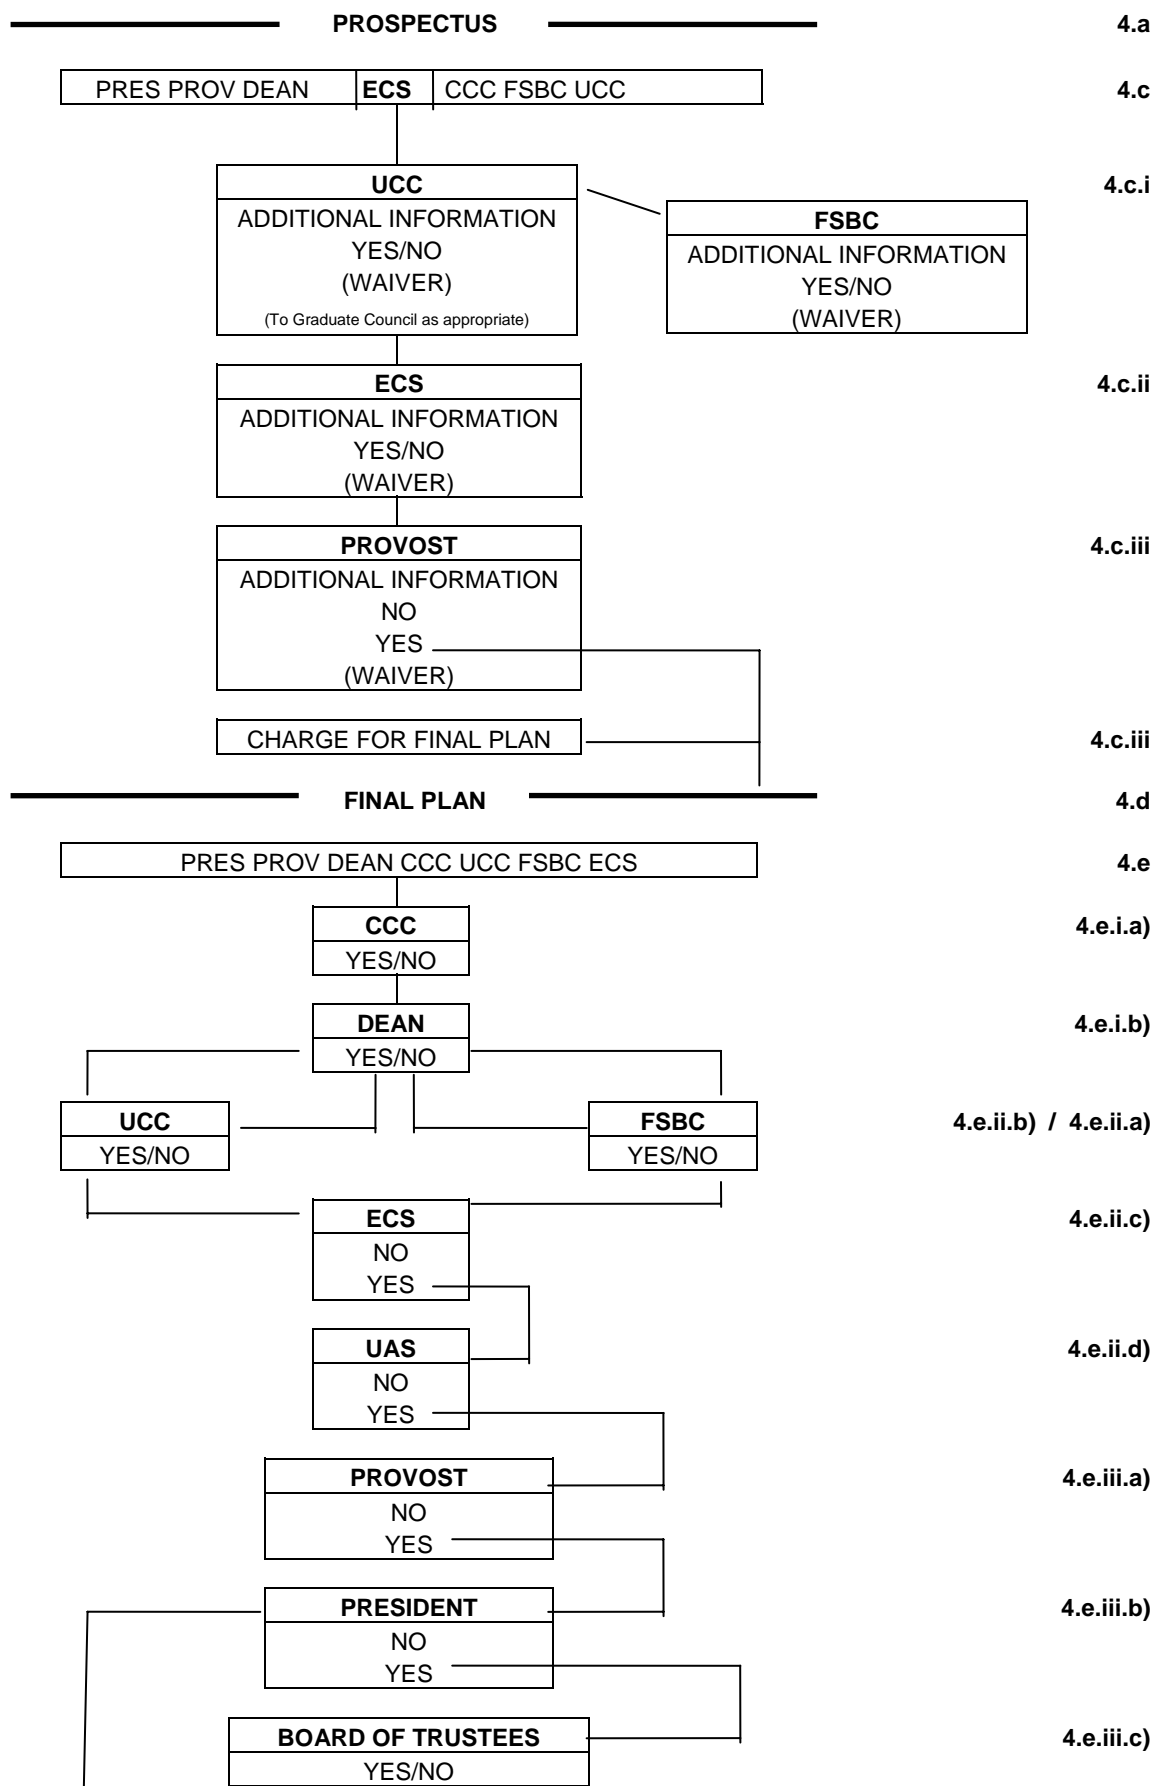 PROSPECTUS 4.a
PRES PROV DEAN ECS CCC FSBC UCC 4.c
UCC 4.c.i
ADDITIONAL INFORMATION
YES/NO
(WAIVER)
(To Graduate Council as appropriate)
FSBC
ADDITIONAL INFORMATION
YES/NO
(WAIVER)
ECS 4.c.ii
ADDITIONAL INFORMATION
YES/NO
(WAIVER)
PROVOST 4.c.iii
ADDITIONAL INFORMATION
NO
YES
(WAIVER)
CHARGE FOR FINAL PLAN 4.c.iii
FINAL PLAN 4.d
PRES PROV DEAN CCC UCC FSBC ECS 4.e
CCC 4.e.i.a)
YES/NO
DEAN 4.e.i.b)
YES/NO
UCC FSBC 4.e.ii.b) / 4.e.ii.a)
YES/NO YES/NO
ECS 4.e.ii.c)
NO
YES
UAS 4.e.ii.d)
NO
YES
PROVOST 4.e.iii.a)
NO
YES
PRESIDENT 4.e.iii.b)
NO
YES
BOARD OF TRUSTEES 4.e.iii.c)
YES/NO